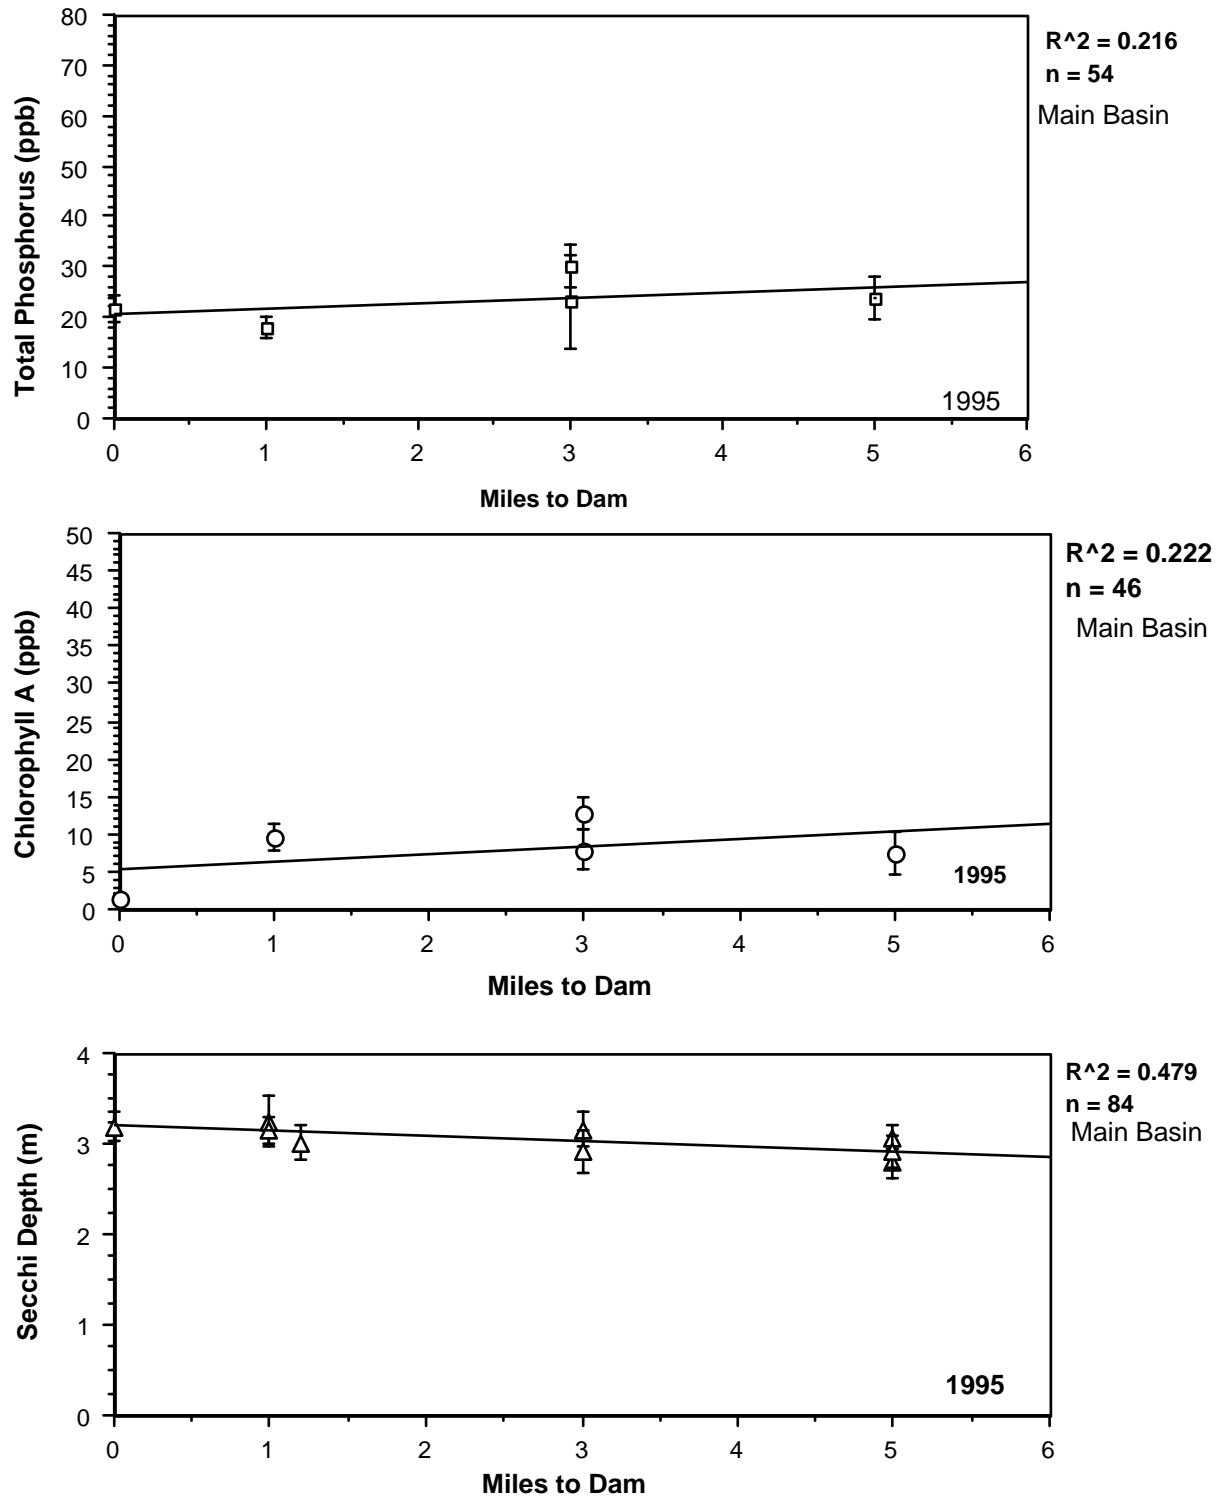 80
70
60
50
40
30
20
10
0
Total Phosphorus (ppb)
R^2 = 0.216
n = 54
Main Basin
1995
0 1 2 3 4 5 6
Miles to Dam
50
45
40
35
30
25
20
15
10
5
0
Chlorophyll A (ppb)
R^2 = 0.222
n = 46
Main Basin
1995
0 1 2 3 4 5 6
Miles to Dam
4
3
2
1
0
Secchi Depth (m)
R^2 = 0.479
n = 84
Main Basin
1995
0 1 2 3 4 5 6
Miles to Dam